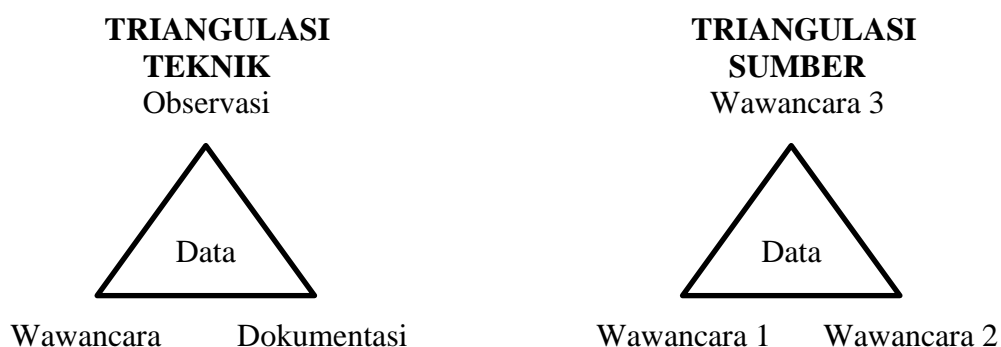 TRIANGULASI
TEKNIK
Observasi
Data
Wawancara Dokumentasi
TRIANGULASI
SUMBER
Wawancara 3
Data
Wawancara 1 Wawancara 2